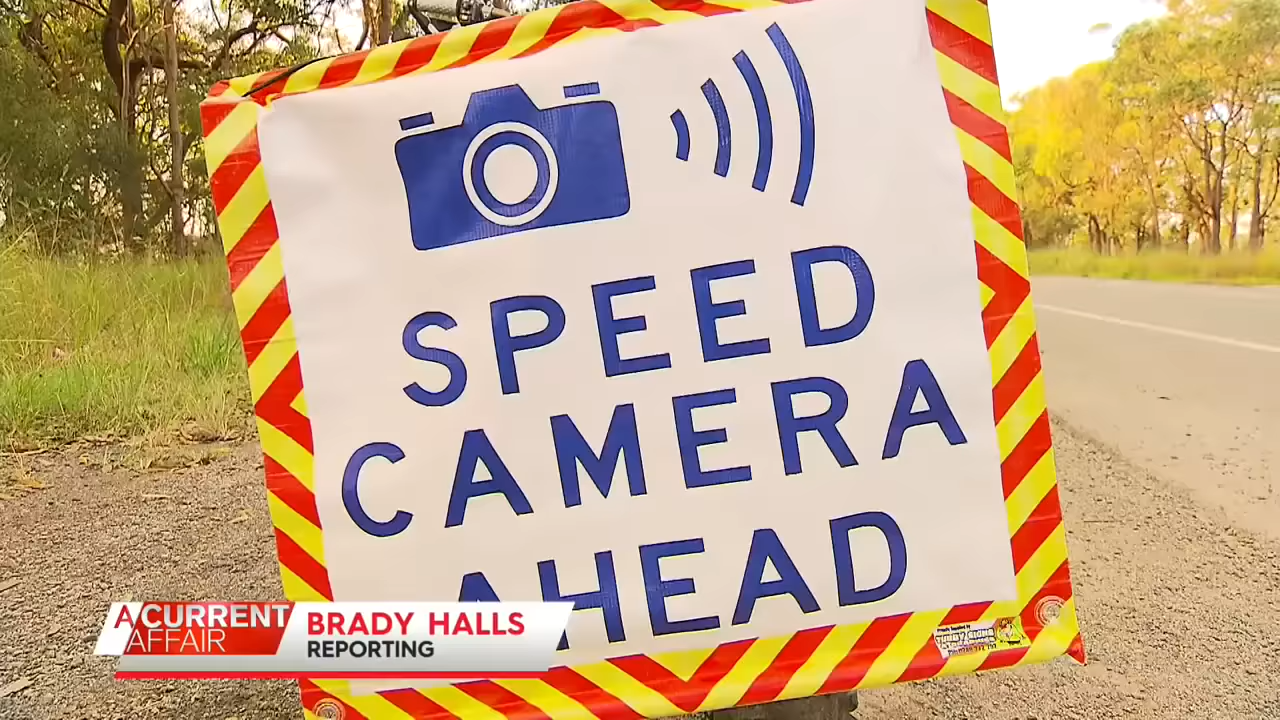 SPEED
CAMERA
AHEAD
A CURRENT
AFFAIR
BRADY HALLS
REPORTING